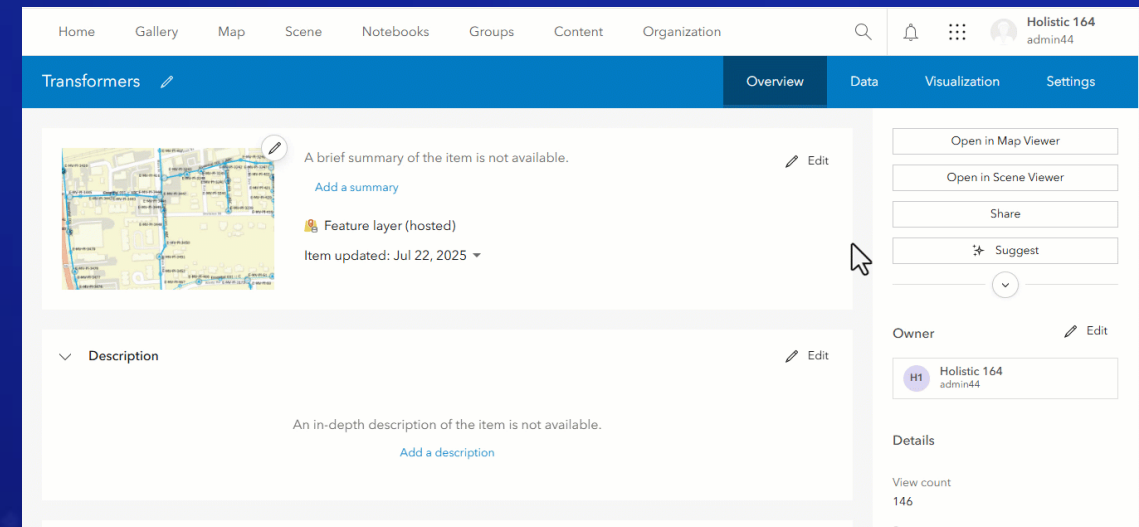 Home Gallery Map Scene Notebooks Groups Content Organization
Holistic 164
admin44
Transformers
Overview Data Visualization Settings
A brief summary of the item is not available.
Edit
Add a summary
Feature layer (hosted)
Item updated: Jul 22, 2025
Open in Map Viewer
Open in Scene Viewer
Share
Suggest
Description
Edit
An in-depth description of the item is not available.
Add a description
Owner
Edit
H1
Holistic 164
admin44
Details
View count
146